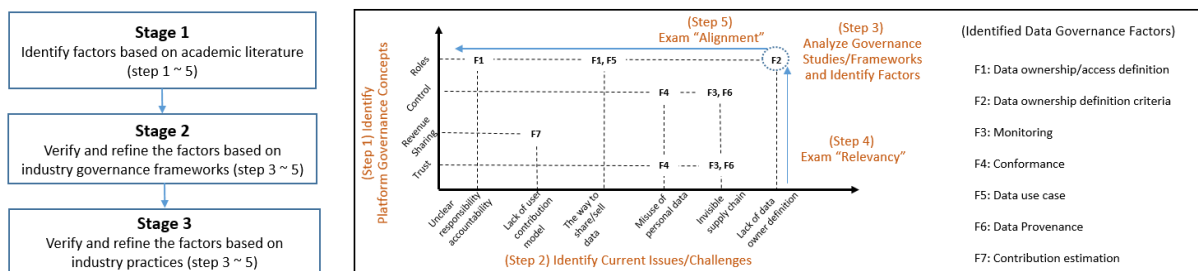 Stage 1
Identify factors based on academic literature
(step 1 ~ 5)
Stage 2
Verify and refine the factors based on
industry governance frameworks (step 3 ~ 5)
Stage 3
Verify and refine the factors based on
industry practices (step 3 ~ 5)
(Step 1) Identify
Platform Governance Concepts
Roles
Control
Revenue
Sharing
Trust
(Step 5)
Exam "Alignment"
(Step 3)
Analyze Governance
Studies/Frameworks
and Identify Factors
F1
F1, F5
F2
F4
F3, F6
F7
(Step 4)
Exam "Relevancy"
F4
F3, F6
Unclear
responsibility
accountability
Lack of user
contribution
model
The way to
share/sell
data
Misuse of
personal data
Invisible
supply chain
Lack of data
owner definition
(Step 2) Identify Current Issues/Challenges
(Identified Data Governance Factors)
F1: Data ownership/access definition
F2: Data ownership definition criteria
F3: Monitoring
F4: Conformance
F5: Data use case
F6: Data Provenance
F7: Contribution estimation